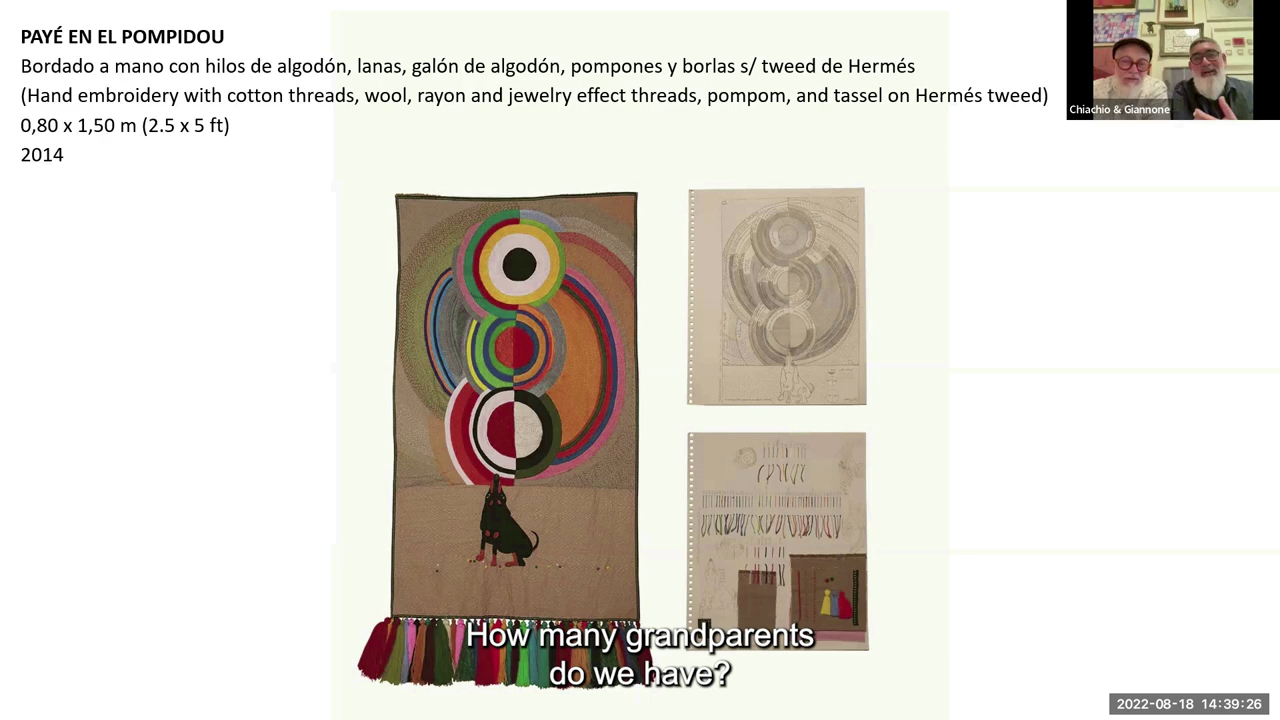 PAYÉ EN EL POMPIDOU
Bordado a mano con hilos de algodón, lanas, galón de algodón, pompones y borlas s/ tweed de Hermés
(Hand embroidery with cotton threads, wool, rayon and jewelry effect threads, pompom, and tassel on Hermés tweed)
0,80 x 1,50 m (2.5 x 5 ft)
2014
Chiachio & Giannone
How many grandparents
do we have?
2022-08-18 14:39:26